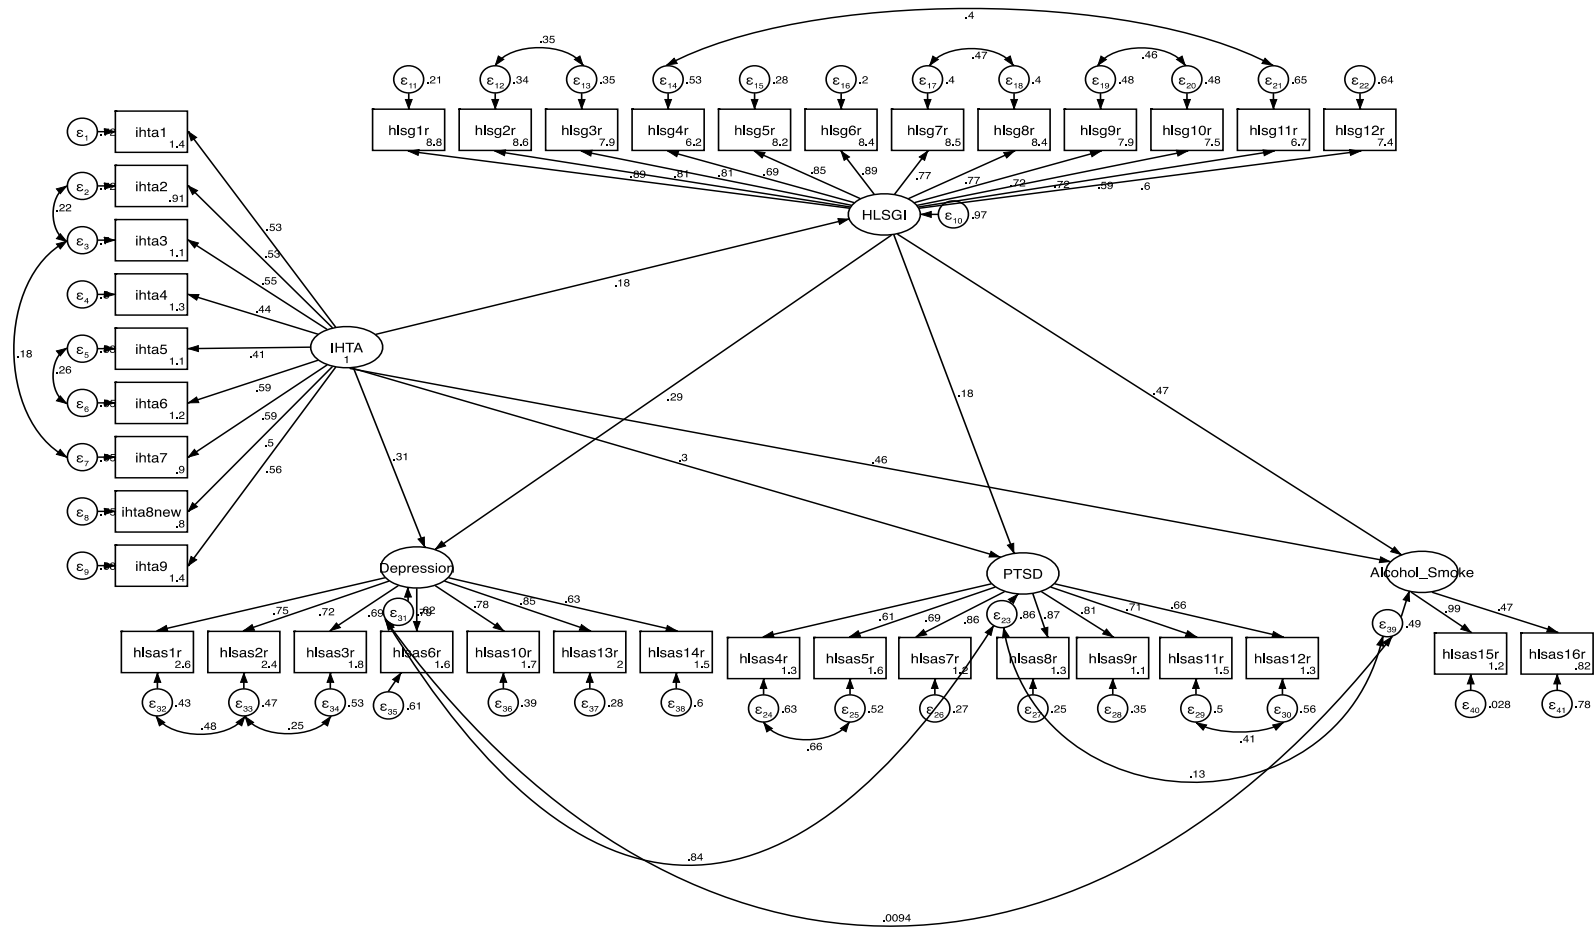 .4
.35
.47
.46
ε11 .21
ε12 .34
ε13 .35
ε14 .53
ε15 .28
ε16 .2
ε17 .4
ε18 .4
ε19 .48
ε20 .48
ε21 .65
ε22 .64
hlsg1r 8.8
hlsg2r 8.6
hlsg3r 7.9
hlsg4r 6.2
hlsg5r 8.2
hlsg6r 8.4
hlsg7r 8.5
hlsg8r 8.4
hlsg9r 7.9
hlsg10r 7.5
hlsg11r 6.7
hlsg12r 7.4
.89
.81
.81
.69
.85
.89
.77
.77
.72
.72
.59
.6
HLSGI
ε10 .97
ε1
ihta1 1.4
ε2
ihta2 .91
.22
ε3
ihta3 1.1
ε4
ihta4 1.3
.18
ε5
ihta5 1.1
.26
ε6
ihta6 1.2
ε7
ihta7 .9
ε8
ihta8new .8
ε9
ihta9 1.4
.53
.53
.55
.44
.41
.59
.59
.5
.56
IHTA
1
.18
.29
.18
.47
.31
.3
.46
Depression
PTSD
Alcohol_Smoke
.75
.72
.69
ε31
.78
.85
.63
.61
.69
.86
ε23 .86
.87
.81
.71
.66
ε39 .49
.99
.47
hlsas1r 2.6
hlsas2r 2.4
hlsas3r 1.8
hlsas6r 1.6
hlsas10r 1.7
hlsas13r 2
hlsas14r 1.5
hlsas4r 1.3
hlsas5r 1.6
hlsas7r 1.2
hlsas8r 1.3
hlsas9r 1.1
hlsas11r 1.5
hlsas12r 1.3
hlsas15r 1.2
hlsas16r .82
ε32 .43
ε33 .47
ε34 .53
ε35 .61
ε36 .39
ε37 .28
ε38 .6
ε24 .63
ε25 .52
ε26 .27
ε27 .25
ε28 .35
ε29 .5
ε30 .56
ε40 .028
ε41 .78
.48
.25
.66
.41
.13
.84
.0094